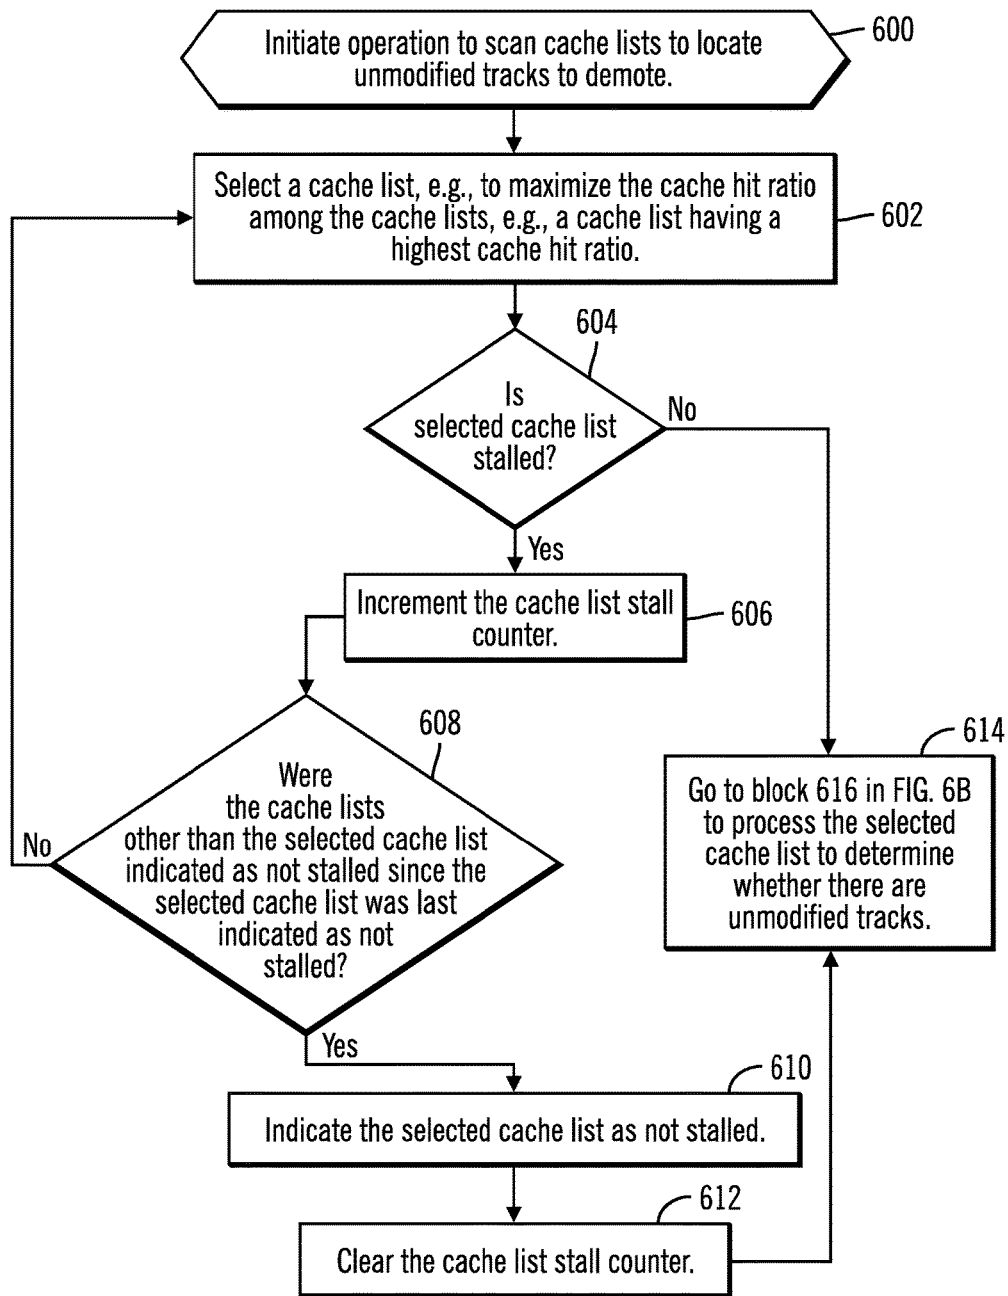 Initiate operation to scan cache lists to locate
unmodified tracks to demote.
600
Select a cache list, e.g., to maximize the cache hit ratio
among the cache lists, e.g., a cache list having a
highest cache hit ratio.
602
604
Is
selected cache list
stalled?
No
Yes
Increment the cache list stall
counter.
606
608
Were
the cache lists
other than the selected cache list
indicated as not stalled since the
selected cache list was last
indicated as not
stalled?
No
Yes
614
Go to block 616 in FIG. 6B
to process the selected
cache list to determine
whether there are
unmodified tracks.
610
Indicate the selected cache list as not stalled.
612
Clear the cache list stall counter.